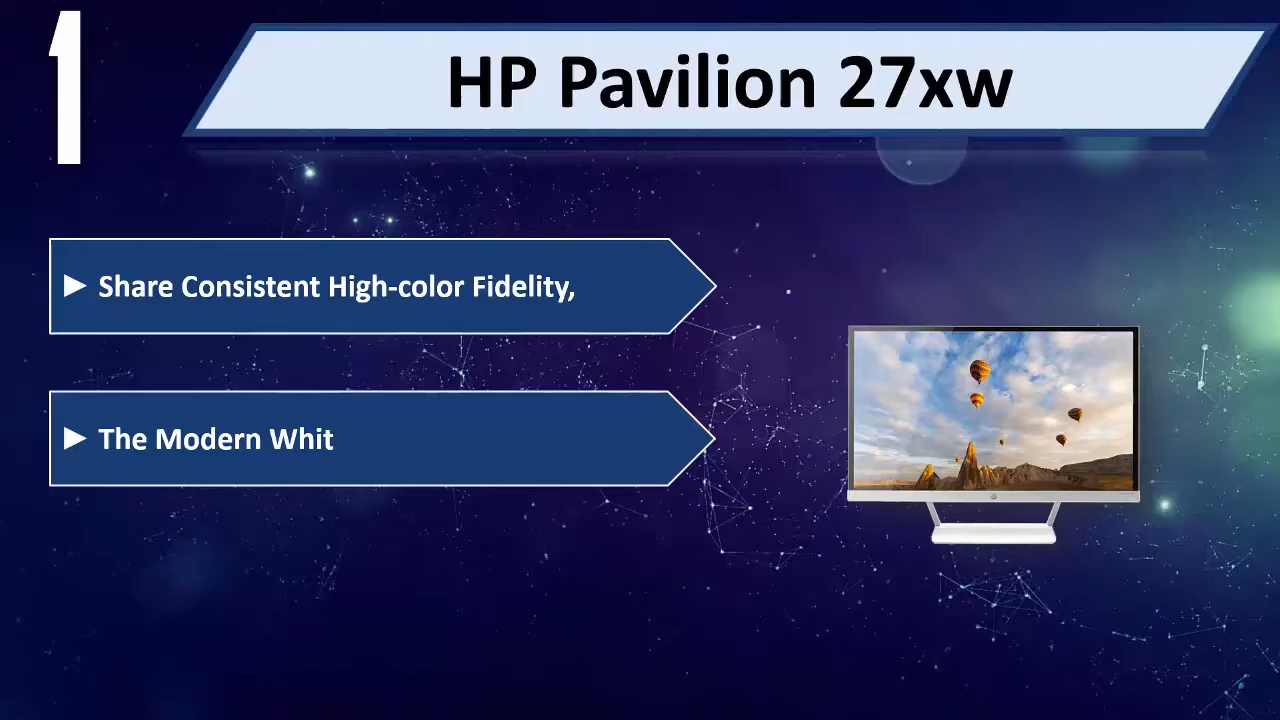 1
HP Pavilion 27xw
Share Consistent High-color Fidelity,
The Modern Whit